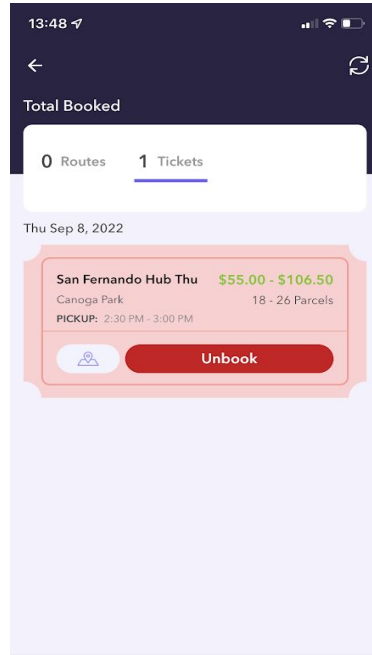 13:48
Total Booked
0 Routes 1 Tickets
Thu Sep 8, 2022
San Fernando Hub Thu $55.00 - $106.50
Canoga Park 18 - 26 Parcels
PICKUP: 2:30 PM - 3:00 PM
Unbook